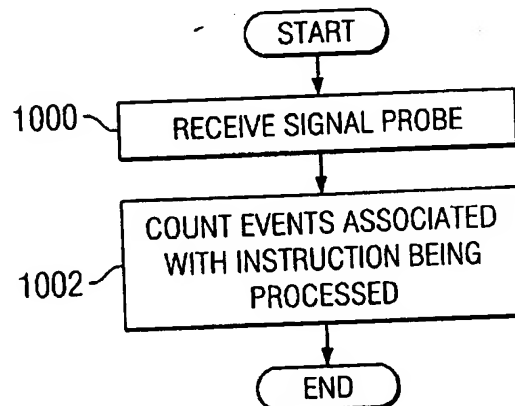 START
1000
RECEIVE SIGNAL PROBE
1002
COUNT EVENTS ASSOCIATED
WITH INSTRUCTION BEING
PROCESSED
END